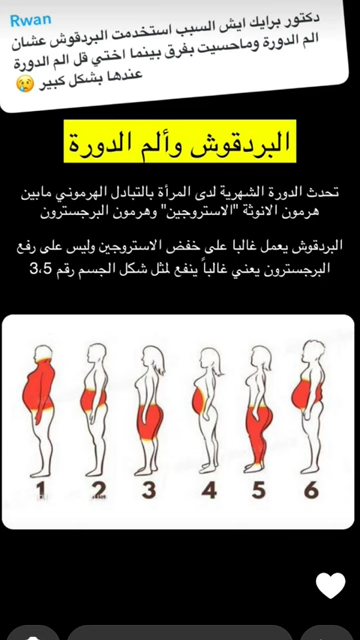 Rwan
دكتور برايك ايش السبب استخدمت البردقوش عشان
الم الدورة وماحسيت بفرق بينما اختي قل الم الدورة
عندها بشكل كبير 😢
البردقوش وألم الدورة
تحدث الدورة الشهرية لدى المرأة بالتبادل الهرموني مابين
هرمون الانوثة "الاستروجين" وهرمون البرجسترون
البردقوش يعمل غالبا على خفض الاستروجين وليس على رفع
البرجسترون يعني غالباً ينفع لمثل شكل الجسم رقم 3،5
1 2 3 4 5 6